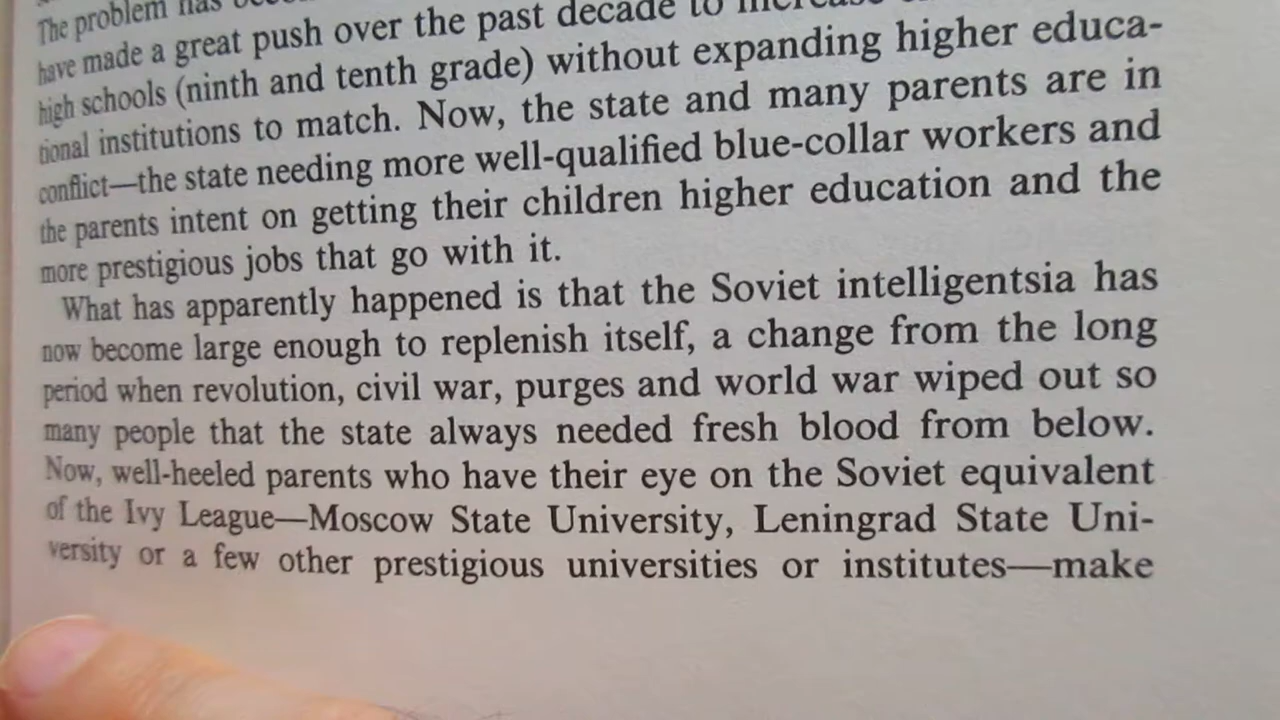 The problem has
have made a great push over the past decade to increase
high schools (ninth and tenth grade) without expanding higher educa-
tional institutions to match. Now, the state and many parents are in
conflict—the state needing more well-qualified blue-collar workers and
the parents intent on getting their children higher education and the
more prestigious jobs that go with it.
What has apparently happened is that the Soviet intelligentsia has
now become large enough to replenish itself, a change from the long
period when revolution, civil war, purges and world war wiped out so
many people that the state always needed fresh blood from below.
Now, well-heeled parents who have their eye on the Soviet equivalent
of the Ivy League—Moscow State University, Leningrad State Uni-
versity or a few other prestigious universities or institutes—make